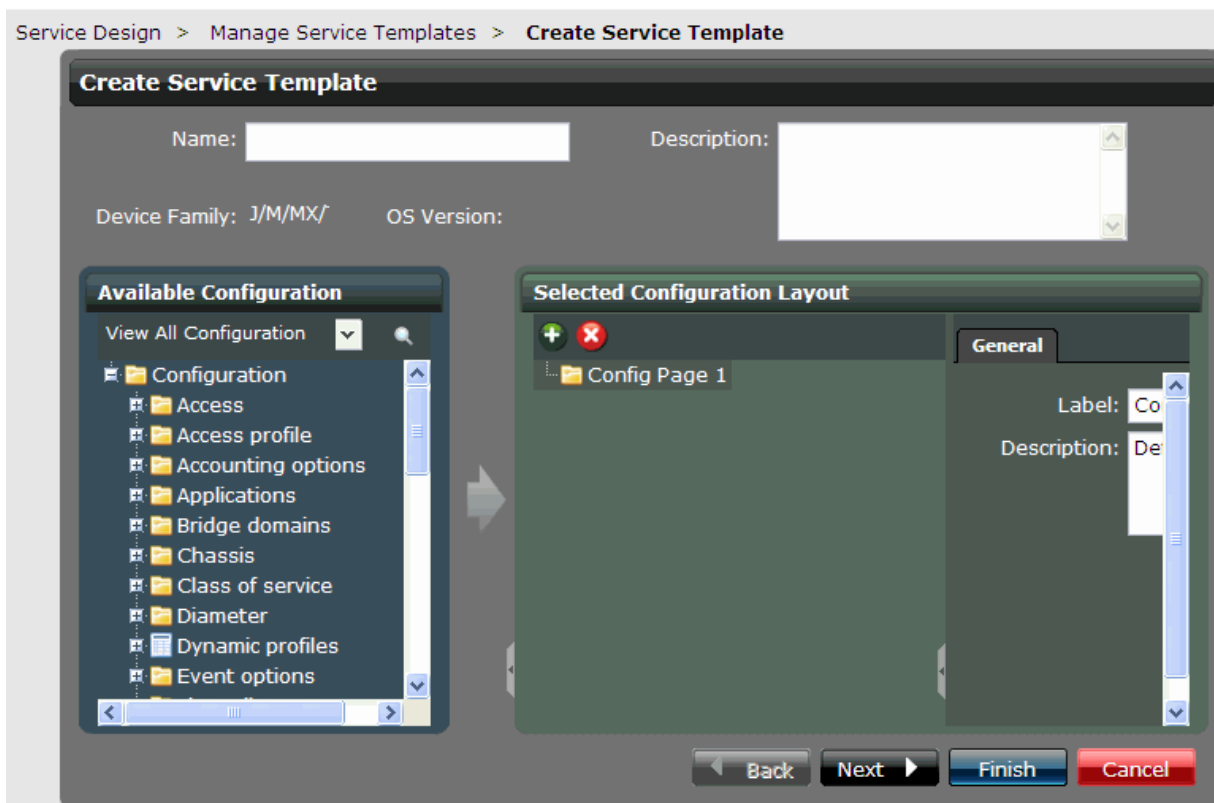 Service Design > Manage Service Templates > Create Service Template
Create Service Template
Name:
Description:
Device Family: J/M/MX/
OS Version:
Available Configuration
View All Configuration
Configuration
Access
Access profile
Accounting options
Applications
Bridge domains
Chassis
Class of service
Diameter
Dynamic profiles
Event options
Selected Configuration Layout
Config Page 1
General
Label: Co
Description: De
Back
Next
Finish
Cancel